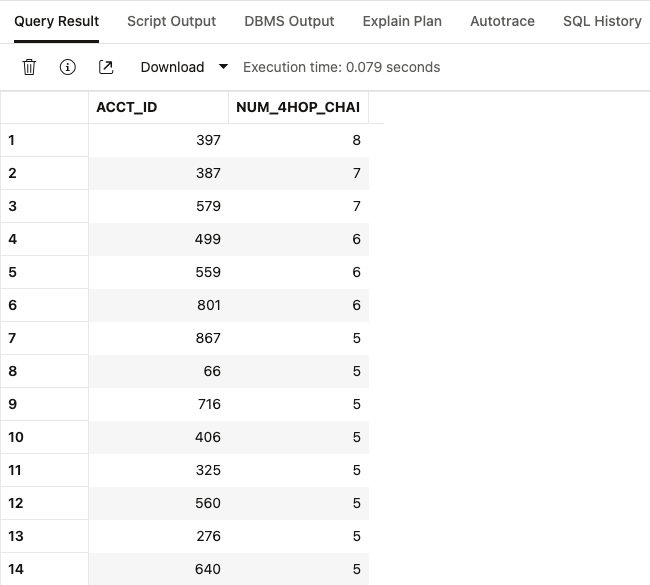 Query Result Script Output DBMS Output Explain Plan Autotrace SQL History
Download Execution time: 0.079 seconds
ACCT_ID NUM_4HOP_CHAI
1 397 8
2 387 7
3 579 7
4 499 6
5 559 6
6 801 6
7 867 5
8 66 5
9 716 5
10 406 5
11 325 5
12 560 5
13 276 5
14 640 5